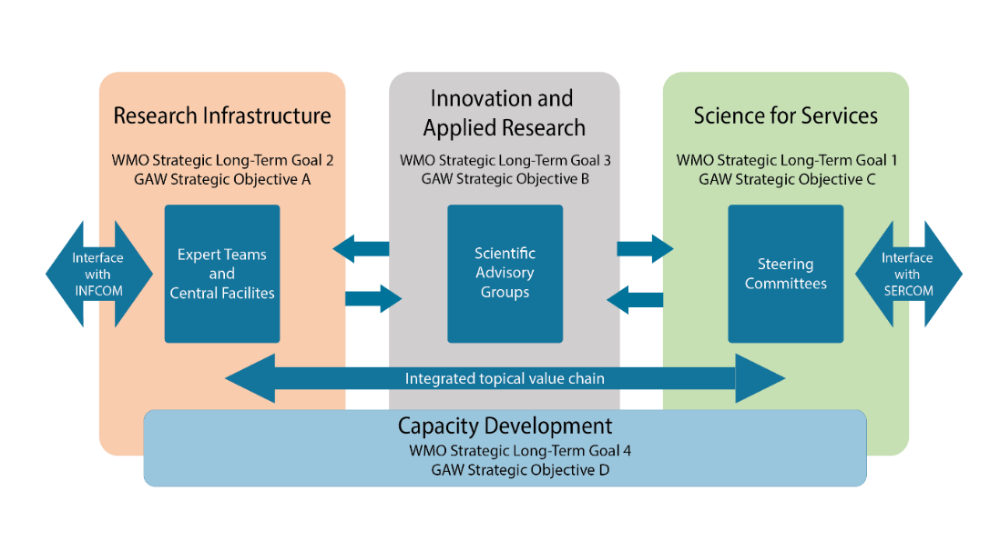 Research Infrastructure
WMO Strategic Long-Term Goal 2
GAW Strategic Objective A
Interface
with
INFCOM
Expert Teams
and
Central Facilites
Innovation and
Applied Research
WMO Strategic Long-Term Goal 3
GAW Strategic Objective B
Scientific
Advisory
Groups
Science for Services
WMO Strategic Long-Term Goal 1
GAW Strategic Objective C
Steering
Committees
Interface
with
SERCOM
Integrated topical value chain
Capacity Development
WMO Strategic Long-Term Goal 4
GAW Strategic Objective D